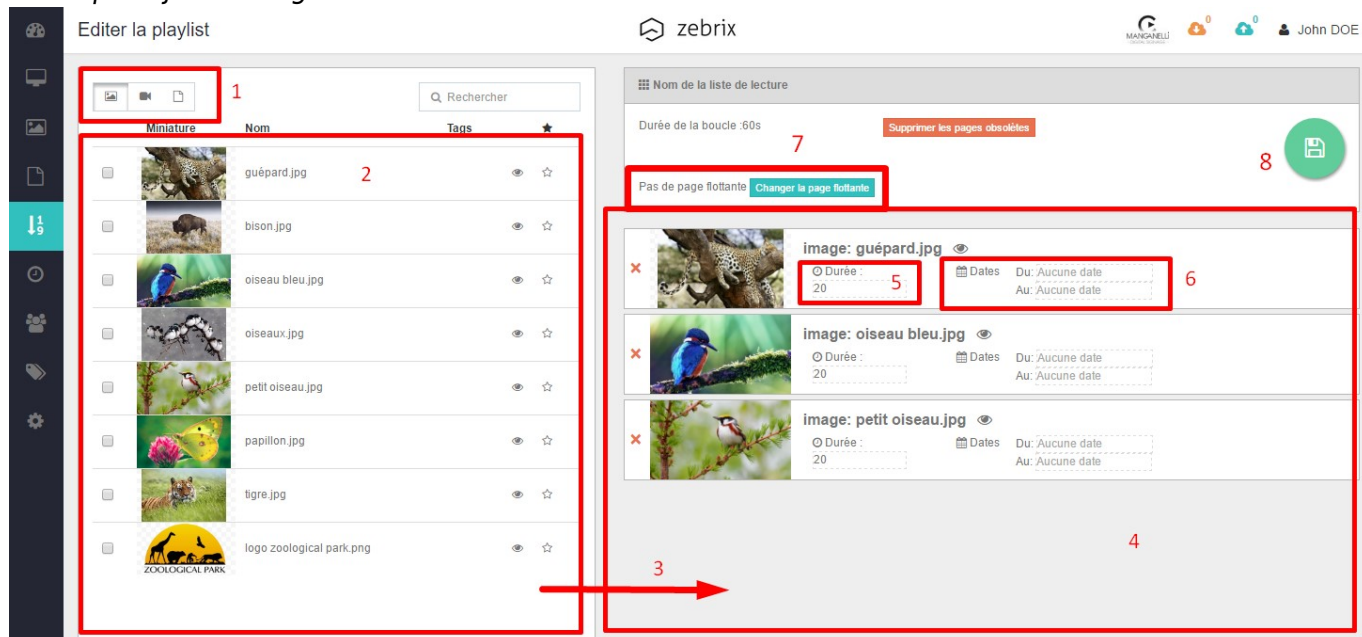 Editer la playlist
zebrix
MANGANELLI
0
0
John DOE
1
Rechercher
Miniature Nom Tags
guépard.jpg
2
bison.jpg
oiseau bleu.jpg
oiseaux.jpg
petit oiseau.jpg
papillon.jpg
tigre.jpg
ZOOLOGICAL PARK
logo zoological park.png
3
Nom de la liste de lecture
Durée de la boucle :60s
Supprimer les pages obsolètes
7
8
Pas de page flottante Changer la page flottante
image: guépard.jpg
Durée :
20
5
Dates Du: Aucune date
Au: Aucune date
6
image: oiseau bleu.jpg
Durée :
20
Dates Du: Aucune date
Au: Aucune date
image: petit oiseau.jpg
Durée :
20
Dates Du: Aucune date
Au: Aucune date
4
1
9